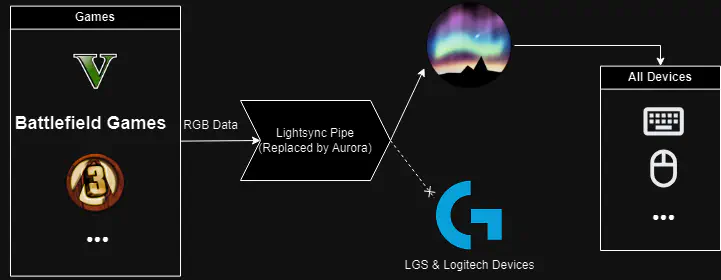 Games
V
Battlefield Games
3
...
RGB Data
Lightsync Pipe
(Replaced by Aurora)
All Devices
...
G
LGS & Logitech Devices